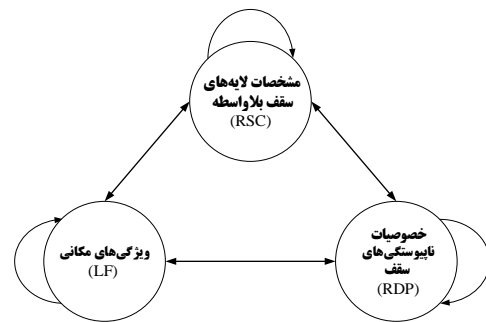 مشخصات لایه‌های
سقف بلاواسطه
(RSC)
ویژگی‌های مکانی
(LF)
خصوصیات
ناپیوستگی‌های
سقف
(RDP)